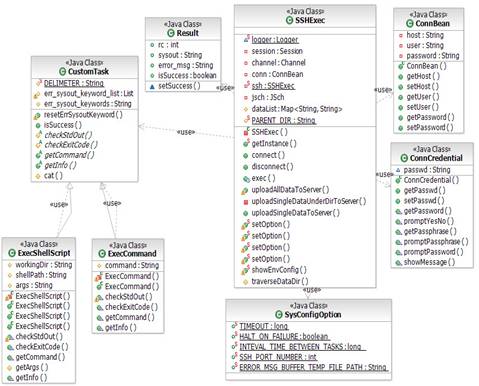 «Java Class»
CustomTask
DELIMETER : String
err_sysout_keyword_list : List
err_sysout_keywords : String
resetErrSysoutKeyword()
isSuccess()
checkStdOut()
checkExitCode()
getCommand()
getInfo()
cat()
«Java Class»
Result
rc : int
sysout : String
error_msg : String
isSuccess : boolean
setSuccess()
«Java Class»
SSHExec
logger : Logger
session : Session
channel : Channel
conn : ConnBean
ssh : SSHExec
jsch : JSch
dataList : Map<String, String>
PARENT_DIR : String
SSHExec()
getInstance()
connect()
disconnect()
exec()
uploadAllDataToServer()
uploadSingleDataUnderDirToServer()
uploadSingleDataToServer()
setOption()
setOption()
setOption()
setOption()
showEnvConfig()
traverseDataDir()
«Java Class»
ConnBean
host : String
user : String
password : String
ConnBean()
getHost()
setHost()
getUser()
setUser()
getPassword()
setPassword()
«Java Class»
ConnCredential
passwd : String
ConnCredential()
getPasswd()
setPasswd()
getPassword()
promptYesNo()
getPassphrase()
promptPassphrase()
promptPassword()
showMessage()
«Java Class»
ExecShellScript
workingDir : String
shellPath : String
args : String
ExecShellScript()
ExecShellScript()
ExecShellScript()
ExecShellScript()
checkStdOut()
checkExitCode()
getCommand()
getArgs()
getInfo()
«Java Class»
ExecCommand
command : String
ExecCommand()
ExecCommand()
checkStdOut()
checkExitCode()
getCommand()
getInfo()
«Java Class»
SysConfigOption
TIMEOUT : long
HALT_ON_FAILURE : boolean
INTEVAL_TIME_BETWEEN_TASKS : long
SSH_PORT_NUMBER : int
ERROR_MSG_BUFFER_TEMP_FILE_PATH : String
«use»
«use»
«use»
«use»
«use»
«use»
«use»